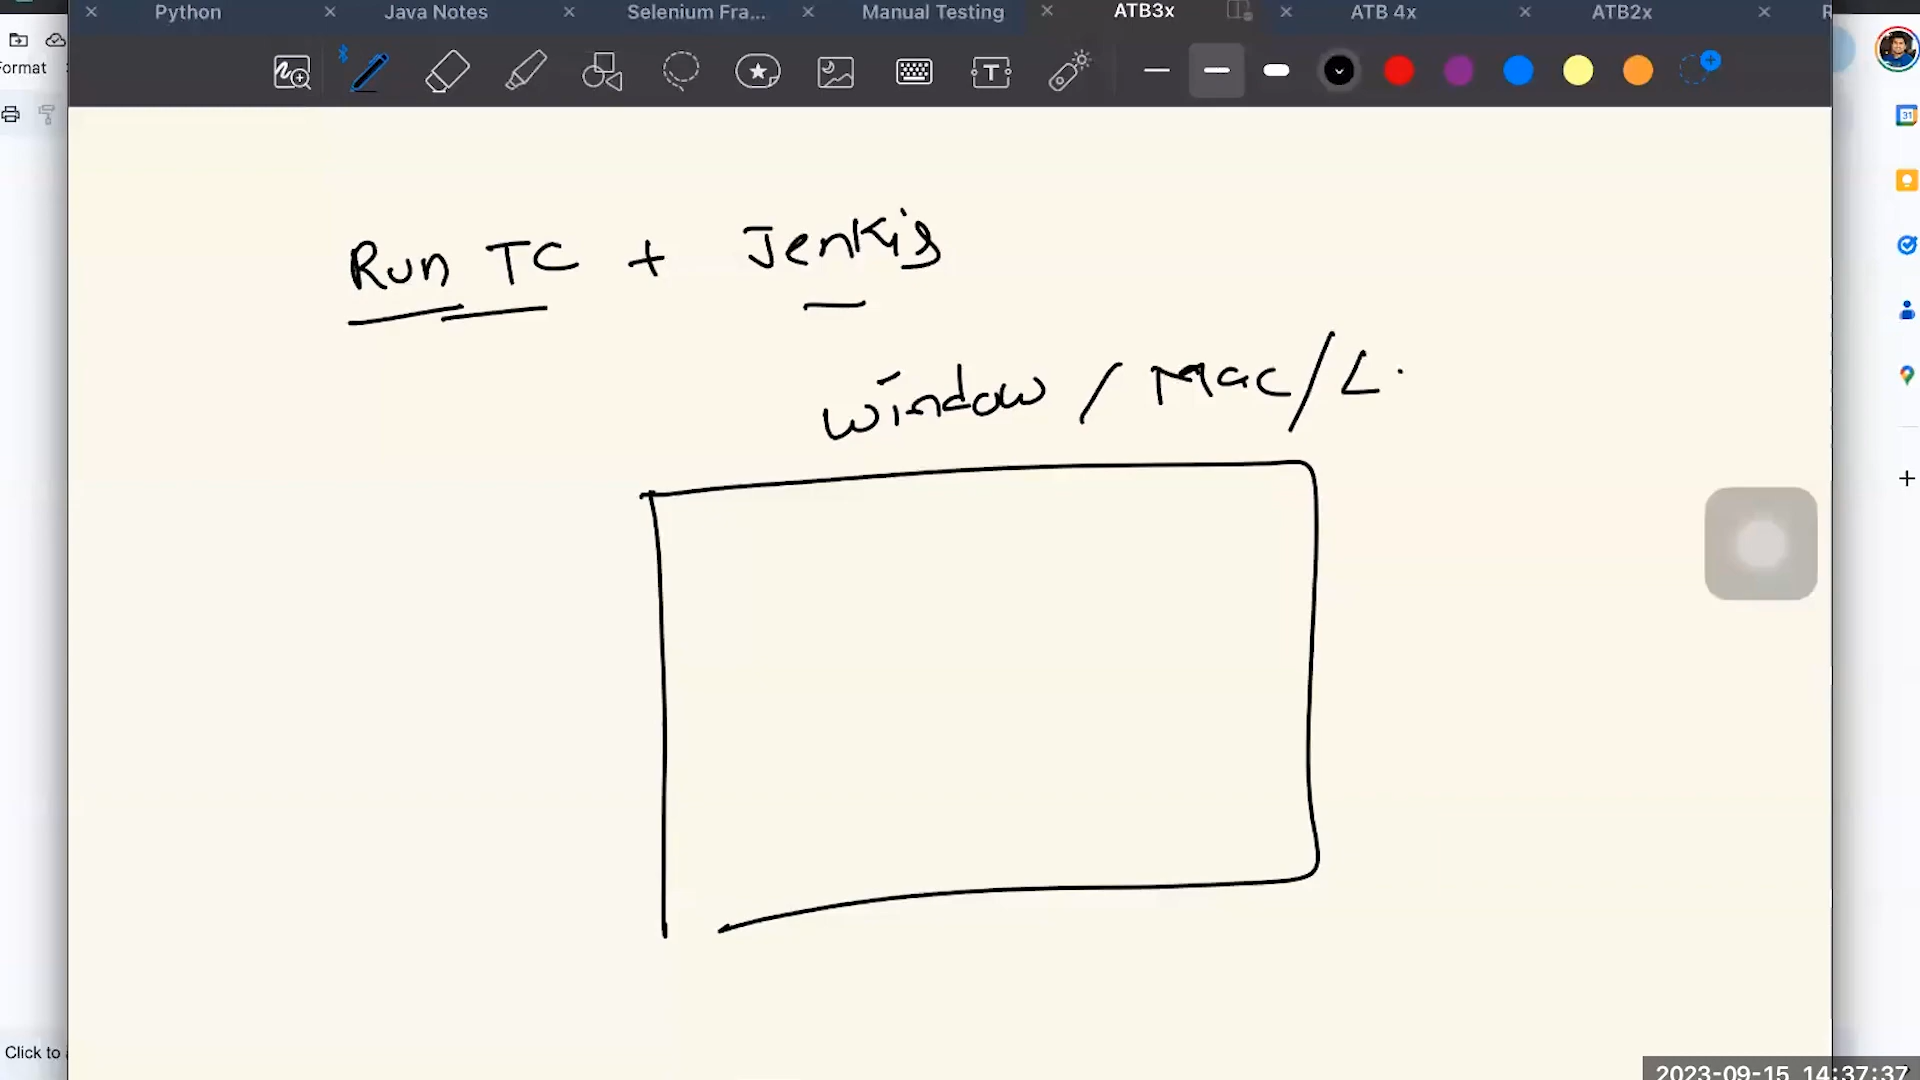 Python Java Notes Selenium Fra... Manual Testing ATB3x ATB 4x ATB2x
Format
T
31
Run TC + Jenkis
Window / Mac/L.
Click to
2023-09-15 14:37:37